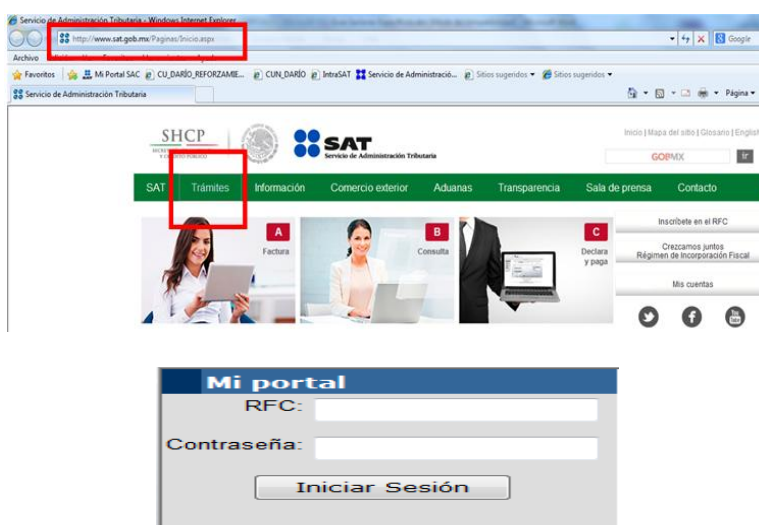 Servicio de Administración Tributaria - Windows Internet Explorer
http://www.sat.gob.mx/Paginas/Inicio.aspx
Google
Archivo
Favoritos Mi Portal SAC CU_DARÍO_REFORZAMIE... CUN_DARÍO IntraSAT Servicio de Administració... Sitios sugeridos Sitios sugeridos
Servicio de Administración Tributaria
Página
Inicio | Mapa del sitio | Glosario | English
SHCP
SAT
Servicio de Administración Tributaria
GOBMX
ir
SAT Trámites Información Comercio exterior Aduanas Transparencia Sala de prensa Contacto
A
Factura
B
Consulta
C
Declara
y paga
Inscríbete en el RFC
Crezcamos juntos
Régimen de Incorporación Fiscal
Mis cuentas
You
Tube
Mi portal
RFC:
Contraseña:
Iniciar Sesión